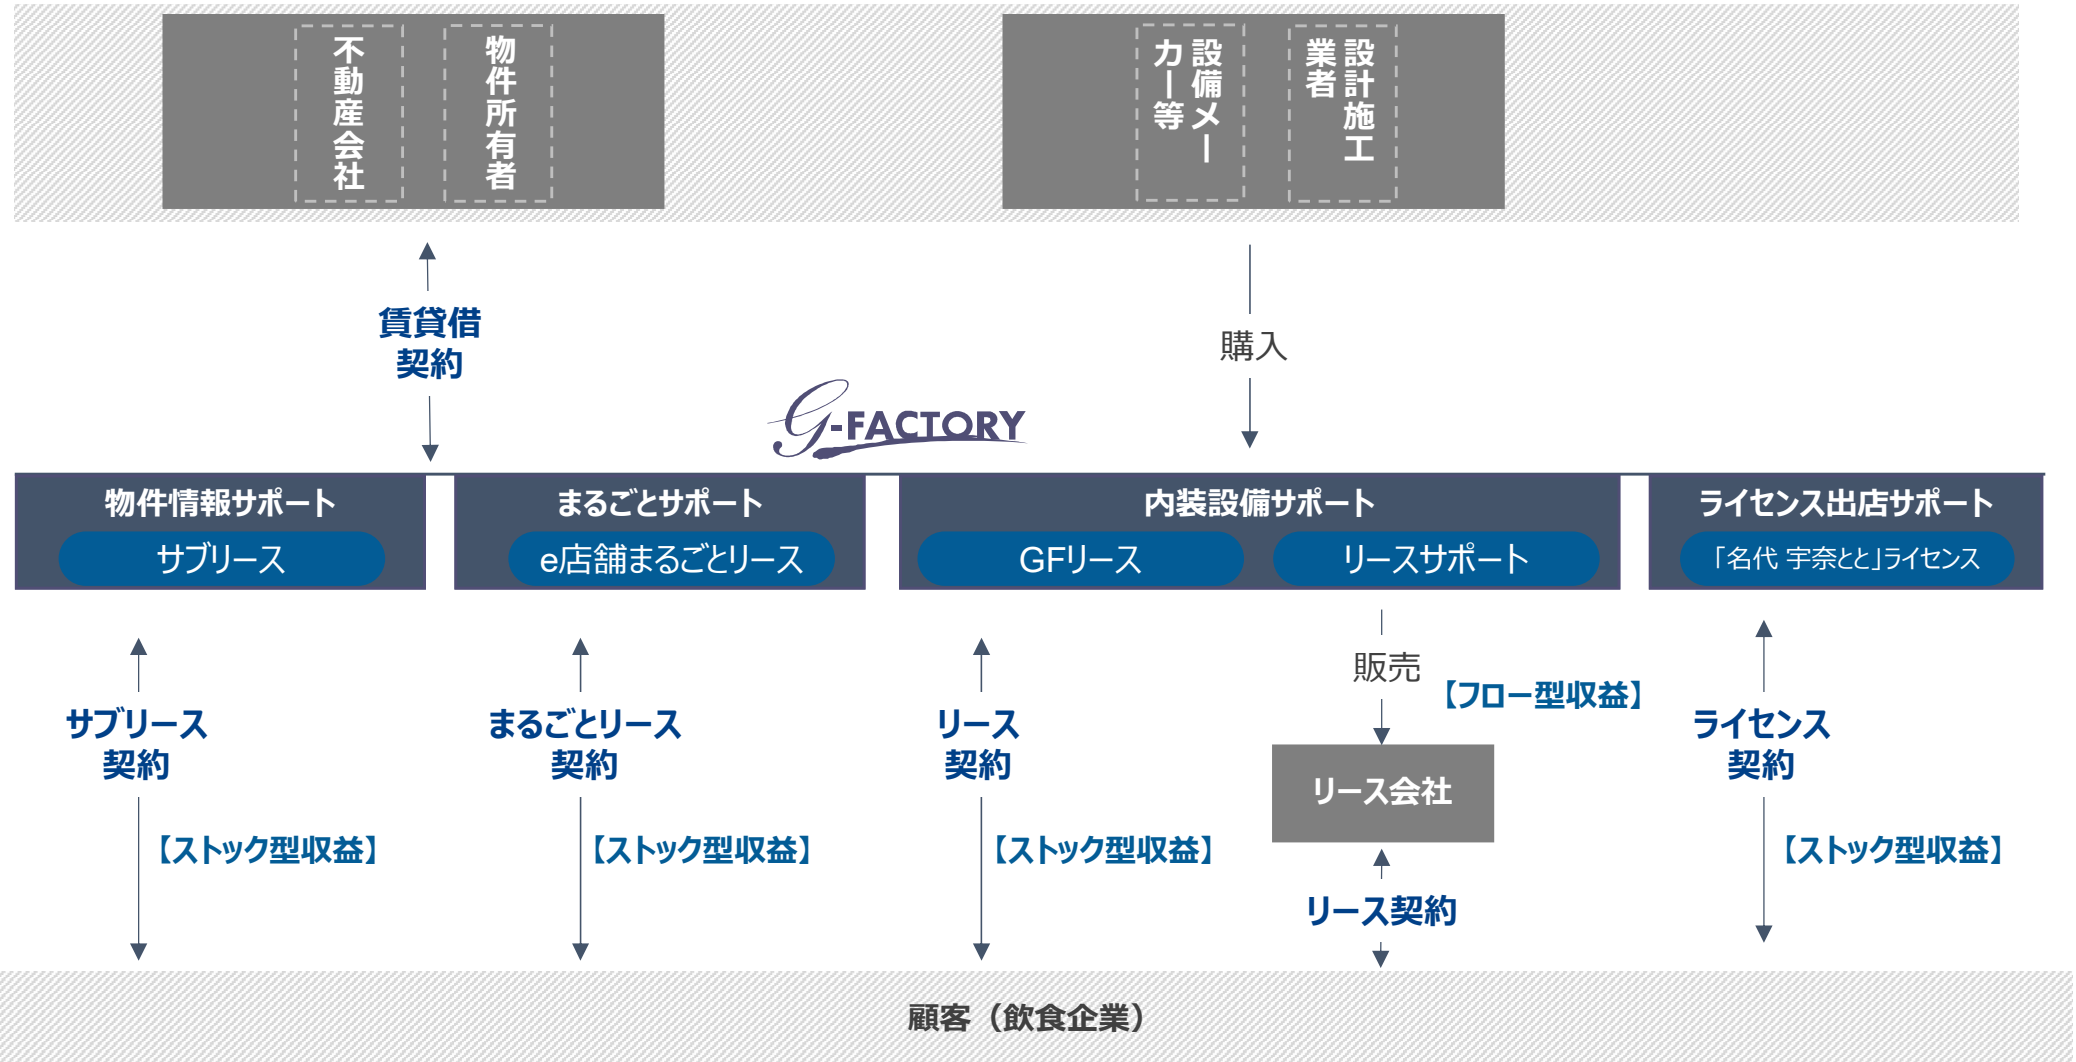 不動産会社
物件所有者
設備メー
カー等
設計施工
業者
賃貸借
契約
購入
G-FACTORY
物件情報サポート
サブリース
まるごとサポート
e店舗まるごとリース
内装設備サポート
GFリース
リースサポート
ライセンス出店サポート
「名代 宇奈とと」ライセンス
サブリース
契約
【ストック型収益】
まるごとリース
契約
【ストック型収益】
リース
契約
【ストック型収益】
販売
【フロー型収益】
リース会社
リース契約
ライセンス
契約
【ストック型収益】
顧客（飲食企業）